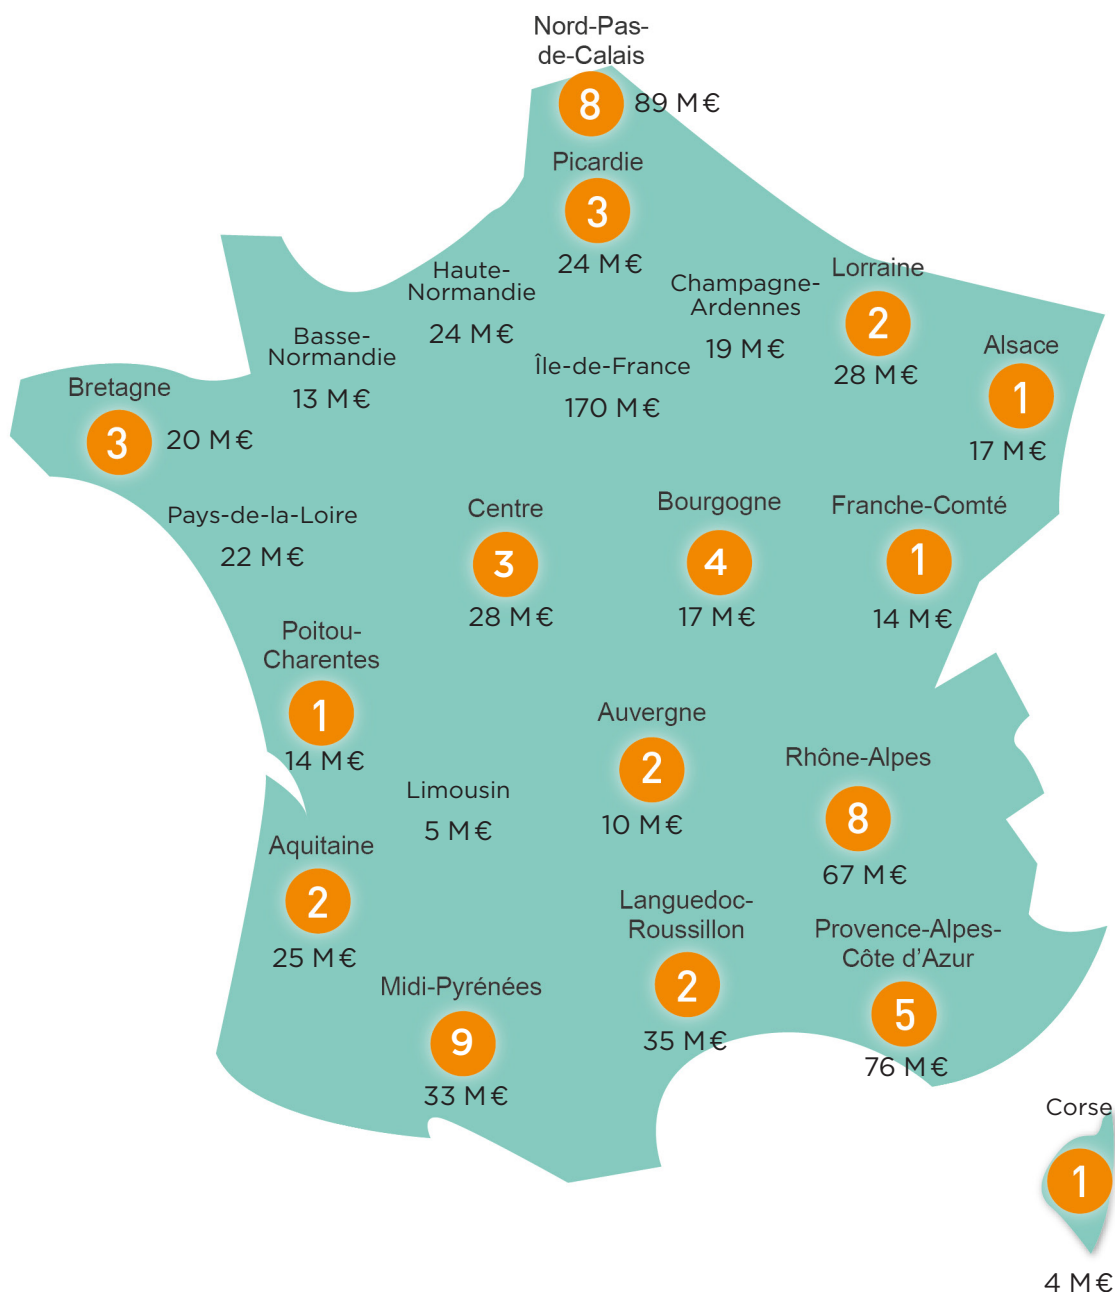 Nord-Pas-
de-Calais
8
89 M €
Picardie
3
24 M €
Haute-
Normandie
24 M €
Champagne-
Ardennes
19 M €
Lorraine
2
28 M €
Basse-
Normandie
13 M €
Île-de-France
170 M €
Alsace
1
17 M €
Bretagne
3
20 M €
Pays-de-la-Loire
22 M €
Centre
3
28 M €
Bourgogne
4
17 M €
Franche-Comté
1
14 M €
Poitou-
Charentes
1
14 M €
Auvergne
2
10 M €
Rhône-Alpes
8
67 M €
Limousin
5 M €
Aquitaine
2
25 M €
Languedoc-
Roussillon
2
35 M €
Provence-Alpes-
Côte d’Azur
5
76 M €
Midi-Pyrénées
9
33 M €
Corse
1
4 M €